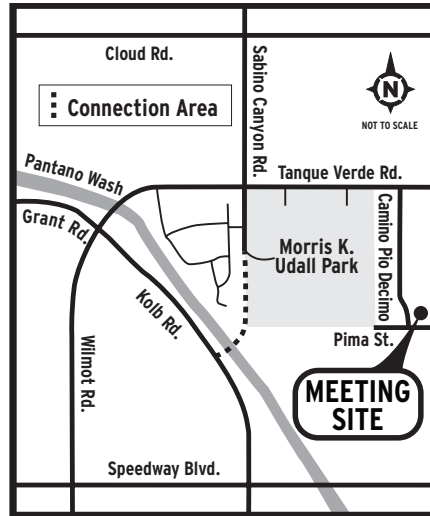 Cloud Rd.
Sabino Canyon Rd.
N
NOT TO SCALE
Connection Area
Pantano Wash
Tanque Verde Rd.
Grant Rd.
Morris K.
Udall Park
Camino Pio Decimo
Kolb Rd.
Wilmot Rd.
Pima St.
MEETING
SITE
Speedway Blvd.